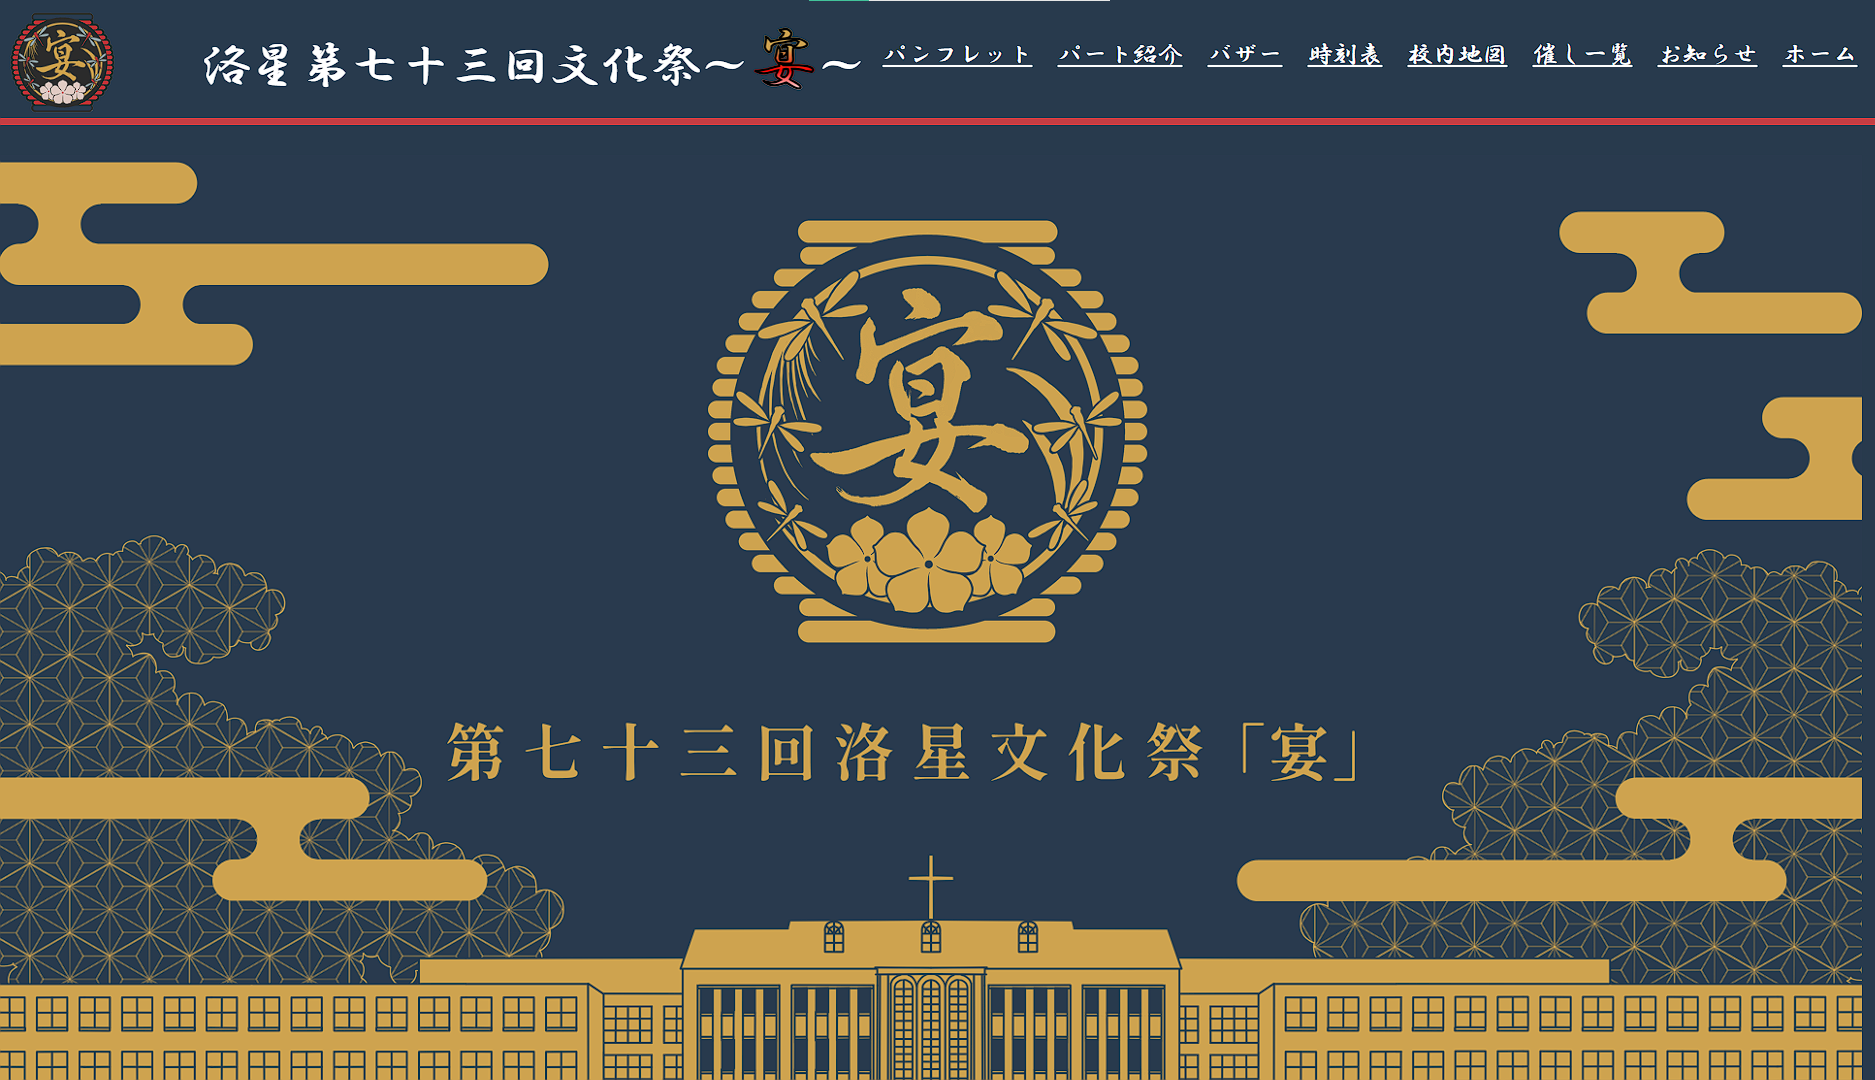 宴
洛星第七十三回文化祭～宴～
パンフレット パート紹介 バザー 時刻表 校内地図 催し一覧 お知らせ ホーム
宴
第七十三回洛星文化祭「宴」